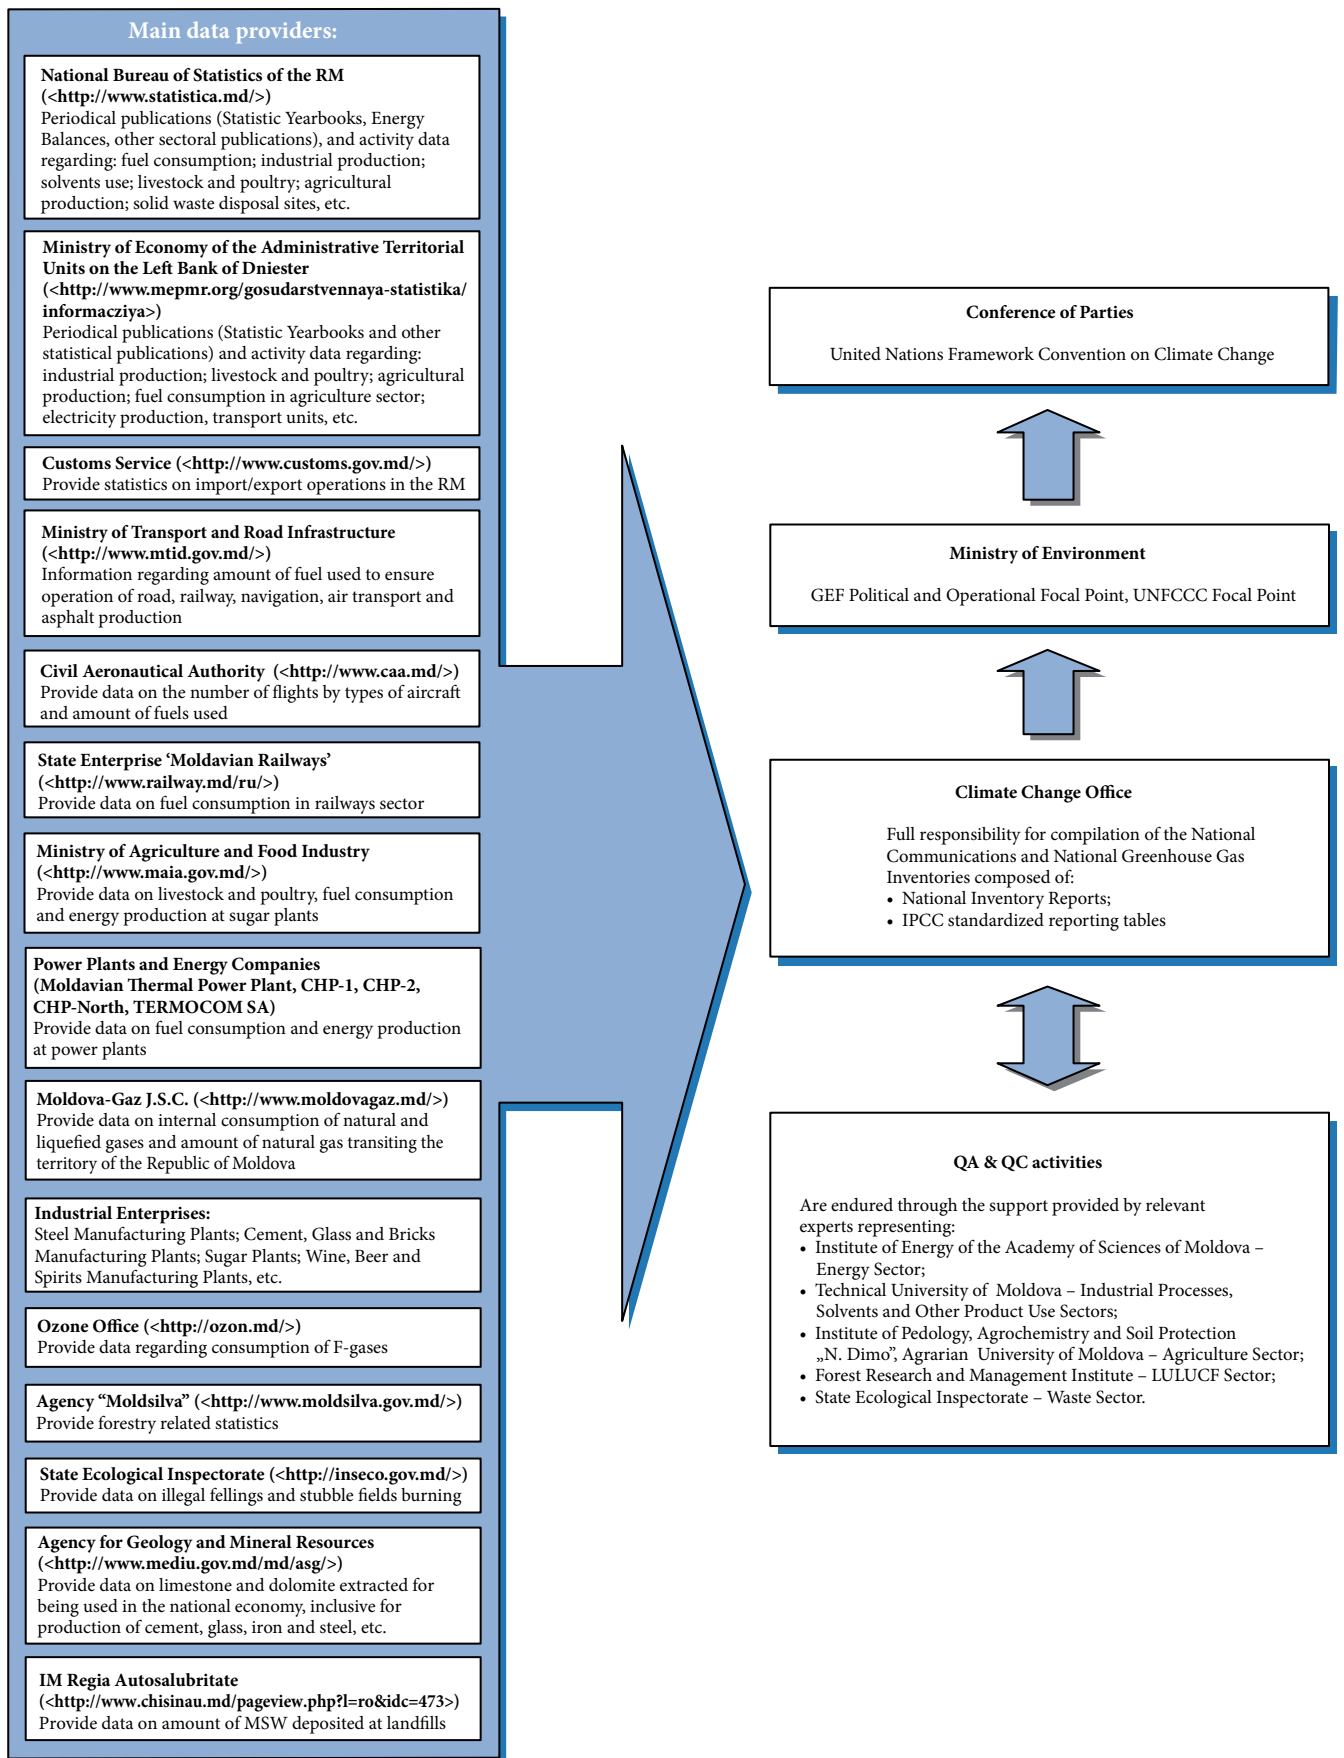 Main data providers:
National Bureau of Statistics of the RM
(<http://www.statistica.md/>)
Periodical publications (Statistic Yearbooks, Energy
Balances, other sectoral publications), and activity data
regarding: fuel consumption; industrial production;
solvents use; livestock and poultry; agricultural
production; solid waste disposal sites, etc.
Ministry of Economy of the Administrative Territorial
Units on the Left Bank of Dniester
(<http://www.mepmr.org/gosudarstvennaya-statistika/
informacziya>)
Periodical publications (Statistic Yearbooks and other
statistical publications) and activity data regarding:
industrial production; livestock and poultry; agricultural
production; fuel consumption in agriculture sector;
electricity production, transport units, etc.
Customs Service (<http://www.customs.gov.md/>)
Provide statistics on import/export operations in the RM
Ministry of Transport and Road Infrastructure
(<http://www.mtid.gov.md/>)
Information regarding amount of fuel used to ensure
operation of road, railway, navigation, air transport and
asphalt production
Civil Aeronautical Authority (<http://www.caa.md/>)
Provide data on the number of flights by types of aircraft
and amount of fuels used
State Enterprise ‘Moldavian Railways’
(<http://www.railway.md/ru/>)
Provide data on fuel consumption in railways sector
Ministry of Agriculture and Food Industry
(<http://www.maia.gov.md/>)
Provide data on livestock and poultry, fuel consumption
and energy production at sugar plants
Power Plants and Energy Companies
(Moldavian Thermal Power Plant, CHP-1, CHP-2,
CHP-North, TERMOCOM SA)
Provide data on fuel consumption and energy production
at power plants
Moldova-Gaz J.S.C. (<http://www.moldovagaz.md/>)
Provide data on internal consumption of natural and
liquefied gases and amount of natural gas transiting the
territory of the Republic of Moldova
Industrial Enterprises:
Steel Manufacturing Plants; Cement, Glass and Bricks
Manufacturing Plants; Sugar Plants; Wine, Beer and
Spirits Manufacturing Plants, etc.
Ozone Office (<http://ozon.md/>)
Provide data regarding consumption of F-gases
Agency “Moldsilva” (<http://www.moldsilva.gov.md/>)
Provide forestry related statistics
State Ecological Inspectorate (<http://inseco.gov.md/>)
Provide data on illegal fellings and stubble fields burning
Agency for Geology and Mineral Resources
(<http://www.mediu.gov.md/md/asg/>)
Provide data on limestone and dolomite extracted for
being used in the national economy, inclusive for
production of cement, glass, iron and steel, etc.
IM Regia Autosalubritate
(<http://www.chisinau.md/pageview.php?l=ro&idc=473>)
Provide data on amount of MSW deposited at landfills
Conference of Parties
United Nations Framework Convention on Climate Change
Ministry of Environment
GEF Political and Operational Focal Point, UNFCCC Focal Point
Climate Change Office
Full responsibility for compilation of the National
Communications and National Greenhouse Gas
Inventories composed of:
• National Inventory Reports;
• IPCC standardized reporting tables
QA & QC activities
Are endured through the support provided by relevant
experts representing:
• Institute of Energy of the Academy of Sciences of Moldova –
Energy Sector;
• Technical University of Moldova – Industrial Processes,
Solvents and Other Product Use Sectors;
• Institute of Pedology, Agrochemistry and Soil Protection
„N. Dimo”, Agrarian University of Moldova – Agriculture Sector;
• Forest Research and Management Institute – LULUCF Sector;
• State Ecological Inspectorate – Waste Sector.